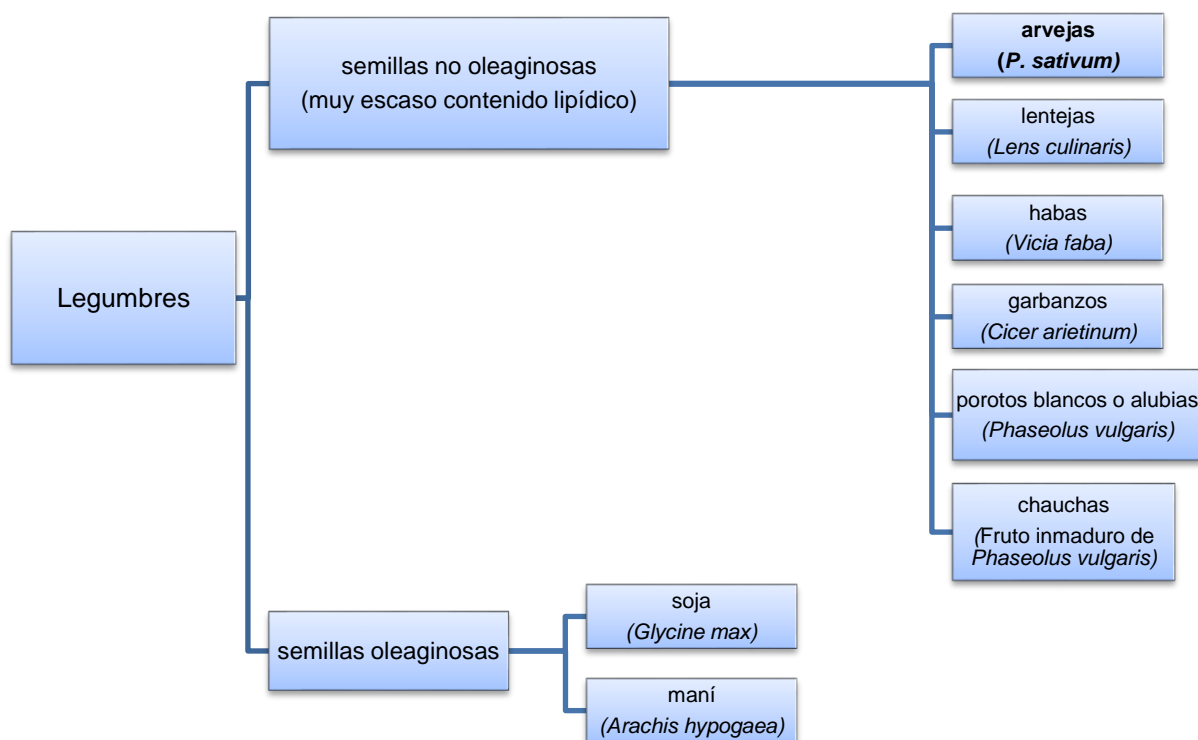 Legumbres
semillas no oleaginosas
(muy escaso contenido lipídico)
arvejas
(P. sativum)
lentejas
(Lens culinaris)
habas
(Vicia faba)
garbanzos
(Cicer arietinum)
porotos blancos o alubias
(Phaseolus vulgaris)
chauchas
(Fruto inmaduro de
Phaseolus vulgaris)
semillas oleaginosas
soja
(Glycine max)
maní
(Arachis hypogaea)